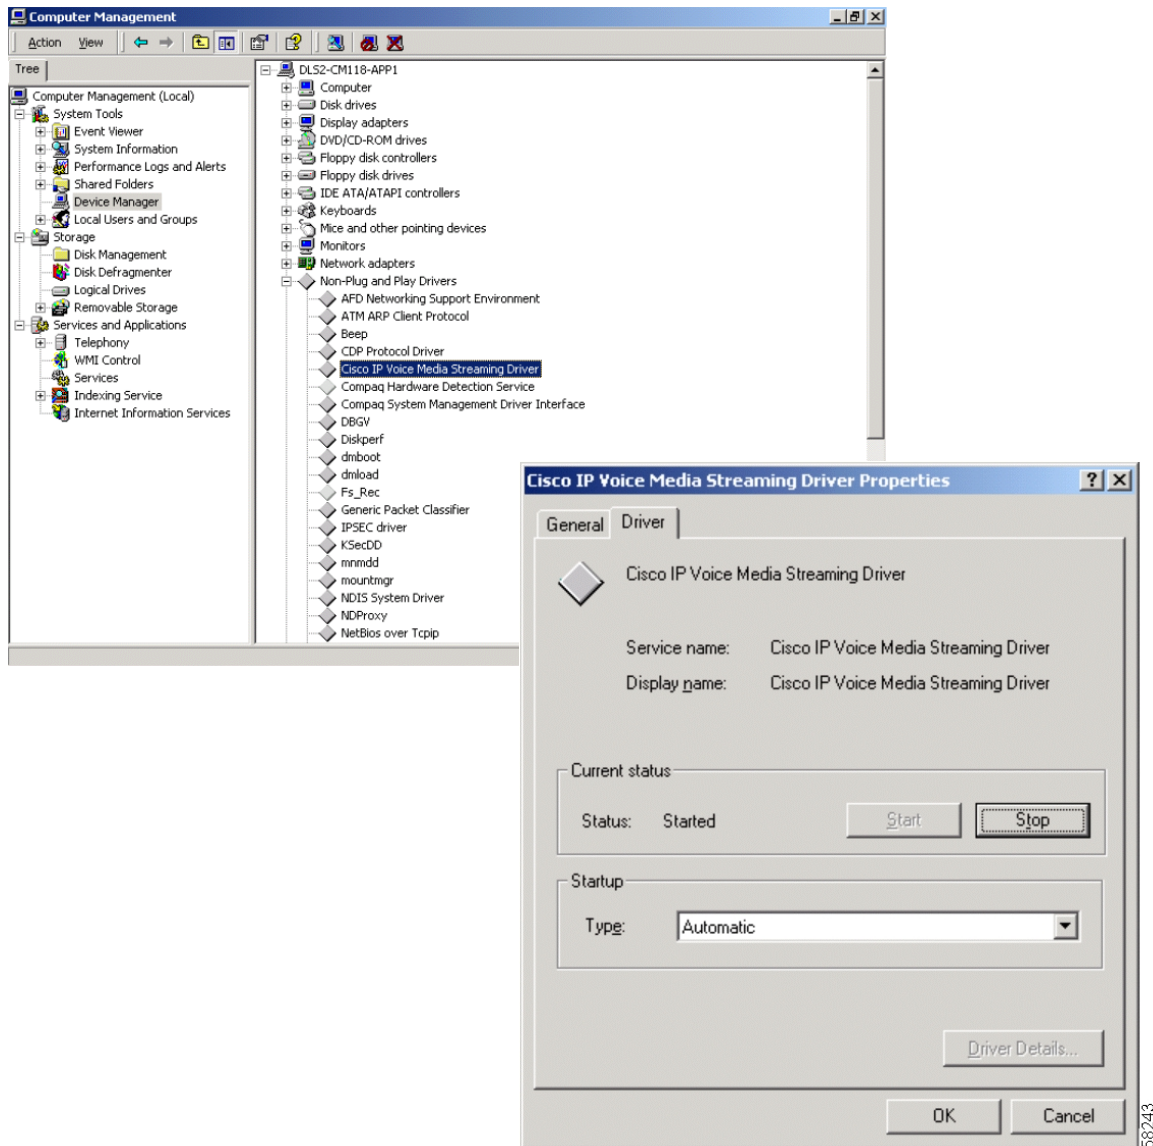 Computer Management
Action View
Tree
Computer Management (Local)
System Tools
Event Viewer
System Information
Performance Logs and Alerts
Shared Folders
Device Manager
Local Users and Groups
Storage
Disk Management
Disk Defragmenter
Logical Drives
Removable Storage
Services and Applications
Telephony
WMI Control
Services
Indexing Service
Internet Information Services
DLS2-CM118-APP1
Computer
Disk drives
Display adapters
DVD/CD-ROM drives
Floppy disk controllers
Floppy disk drives
IDE ATA/ATAPI controllers
Keyboards
Mice and other pointing devices
Monitors
Network adapters
Non-Plug and Play Drivers
AFD Networking Support Environment
ATM ARP Client Protocol
Beep
CDP Protocol Driver
Cisco IP Voice Media Streaming Driver
Compaq Hardware Detection Service
Compaq System Management Driver Interface
DBGV
Diskperf
dmboot
dmload
Fs_Rec
Generic Packet Classifier
IPSEC driver
KSecDD
mnmdd
mountmgr
NDIS System Driver
NDProxy
NetBios over Tcpip
Cisco IP Voice Media Streaming Driver Properties
General Driver
Cisco IP Voice Media Streaming Driver
Service name: Cisco IP Voice Media Streaming Driver
Display name: Cisco IP Voice Media Streaming Driver
Current status
Status: Started Start Stop
Startup
Type: Automatic
Driver Details...
OK Cancel
58243